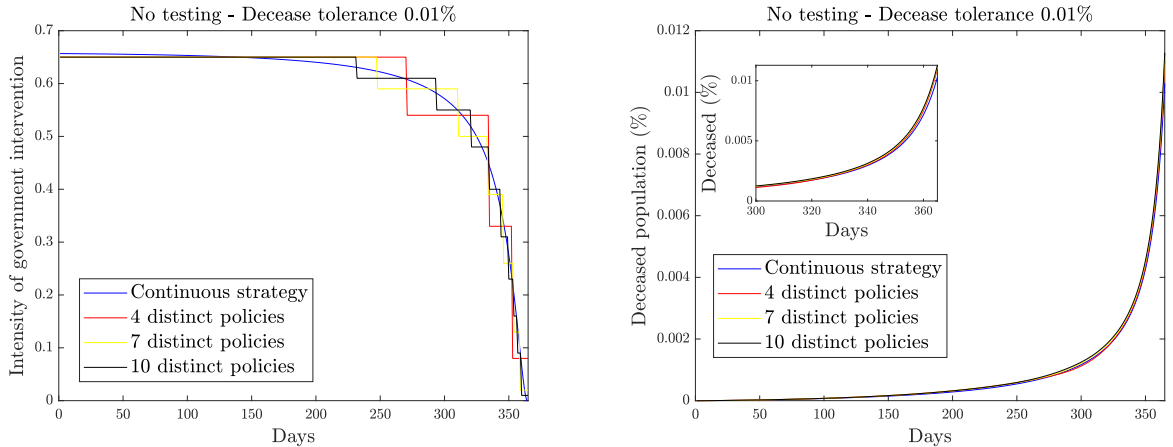 No testing - Decease tolerance 0.01%
Intensity of government intervention
0.7
0.6
0.5
0.4
0.3
0.2
0.1
0
Continuous strategy
4 distinct policies
7 distinct policies
10 distinct policies
0 50 100 150 200 250 300 350
Days
No testing - Decease tolerance 0.01%
Deceased population (%)
0.012
0.01
0.008
0.006
0.004
0.002
0
Deceased (%)
0.01
0.005
0
300 320 340 360
Days
Continuous strategy
4 distinct policies
7 distinct policies
10 distinct policies
0 50 100 150 200 250 300 350
Days